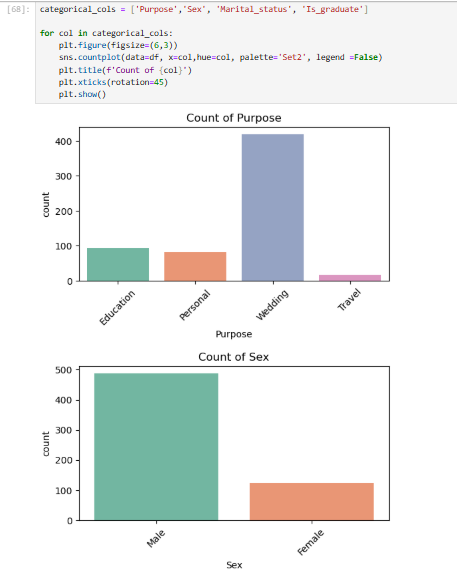 [68]: categorical_cols = ['Purpose','Sex', 'Marital_status', 'Is_graduate']
for col in categorical_cols:
plt.figure(figsize=(6,3))
sns.countplot(data=df, x=col,hue=col, palette='Set2', legend =False)
plt.title(f'Count of {col}')
plt.xticks(rotation=45)
plt.show()
Count of Purpose
400
300
200
100
0
count
Education
Personal
Wedding
Travel
Purpose
Count of Sex
500
400
300
200
100
0
count
Male
Female
Sex